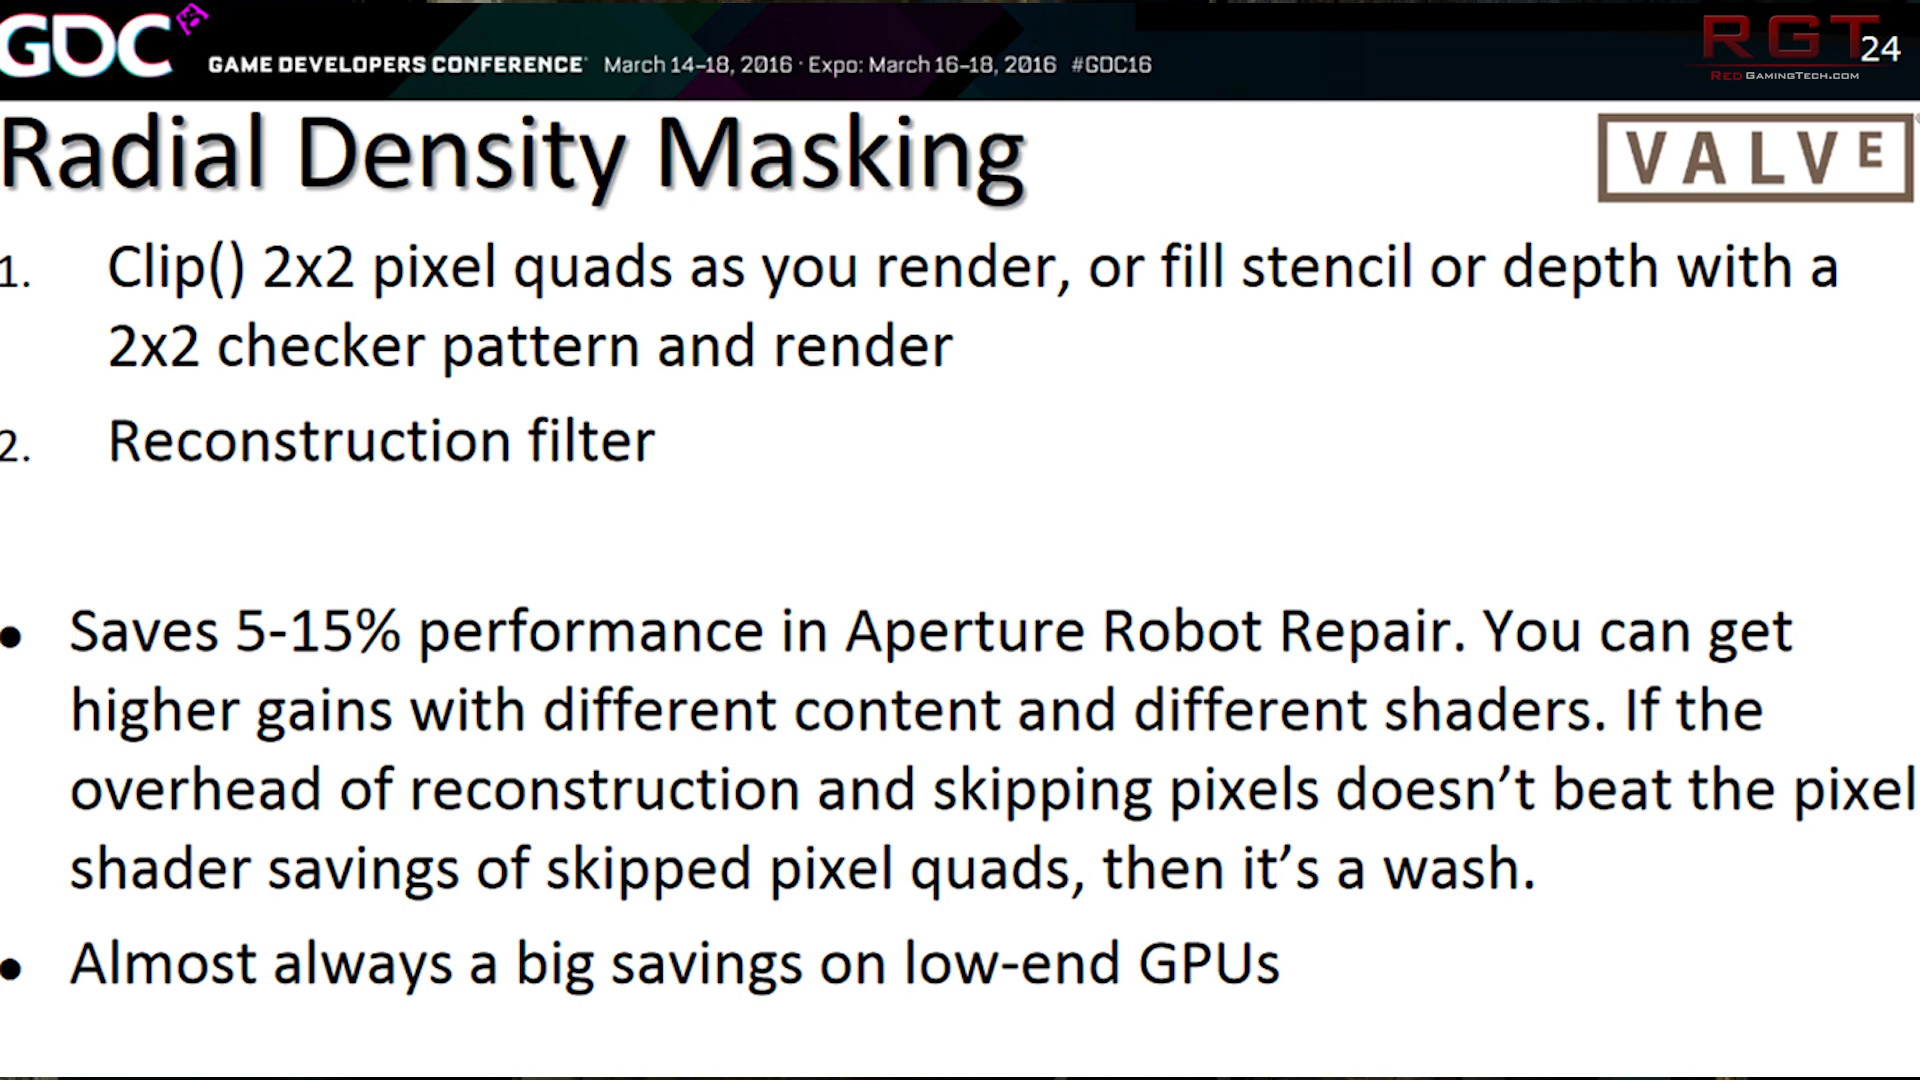 GDC
GAME DEVELOPERS CONFERENCE March 14-18, 2016 · Expo: March 16-18, 2016 #GDC16
RGT
24
RedGamingTech.com
Radial Density Masking
VALVE
1. Clip() 2x2 pixel quads as you render, or fill stencil or depth with a
2x2 checker pattern and render
2. Reconstruction filter
• Saves 5-15% performance in Aperture Robot Repair. You can get
higher gains with different content and different shaders. If the
overhead of reconstruction and skipping pixels doesn’t beat the pixel
shader savings of skipped pixel quads, then it’s a wash.
• Almost always a big savings on low-end GPUs